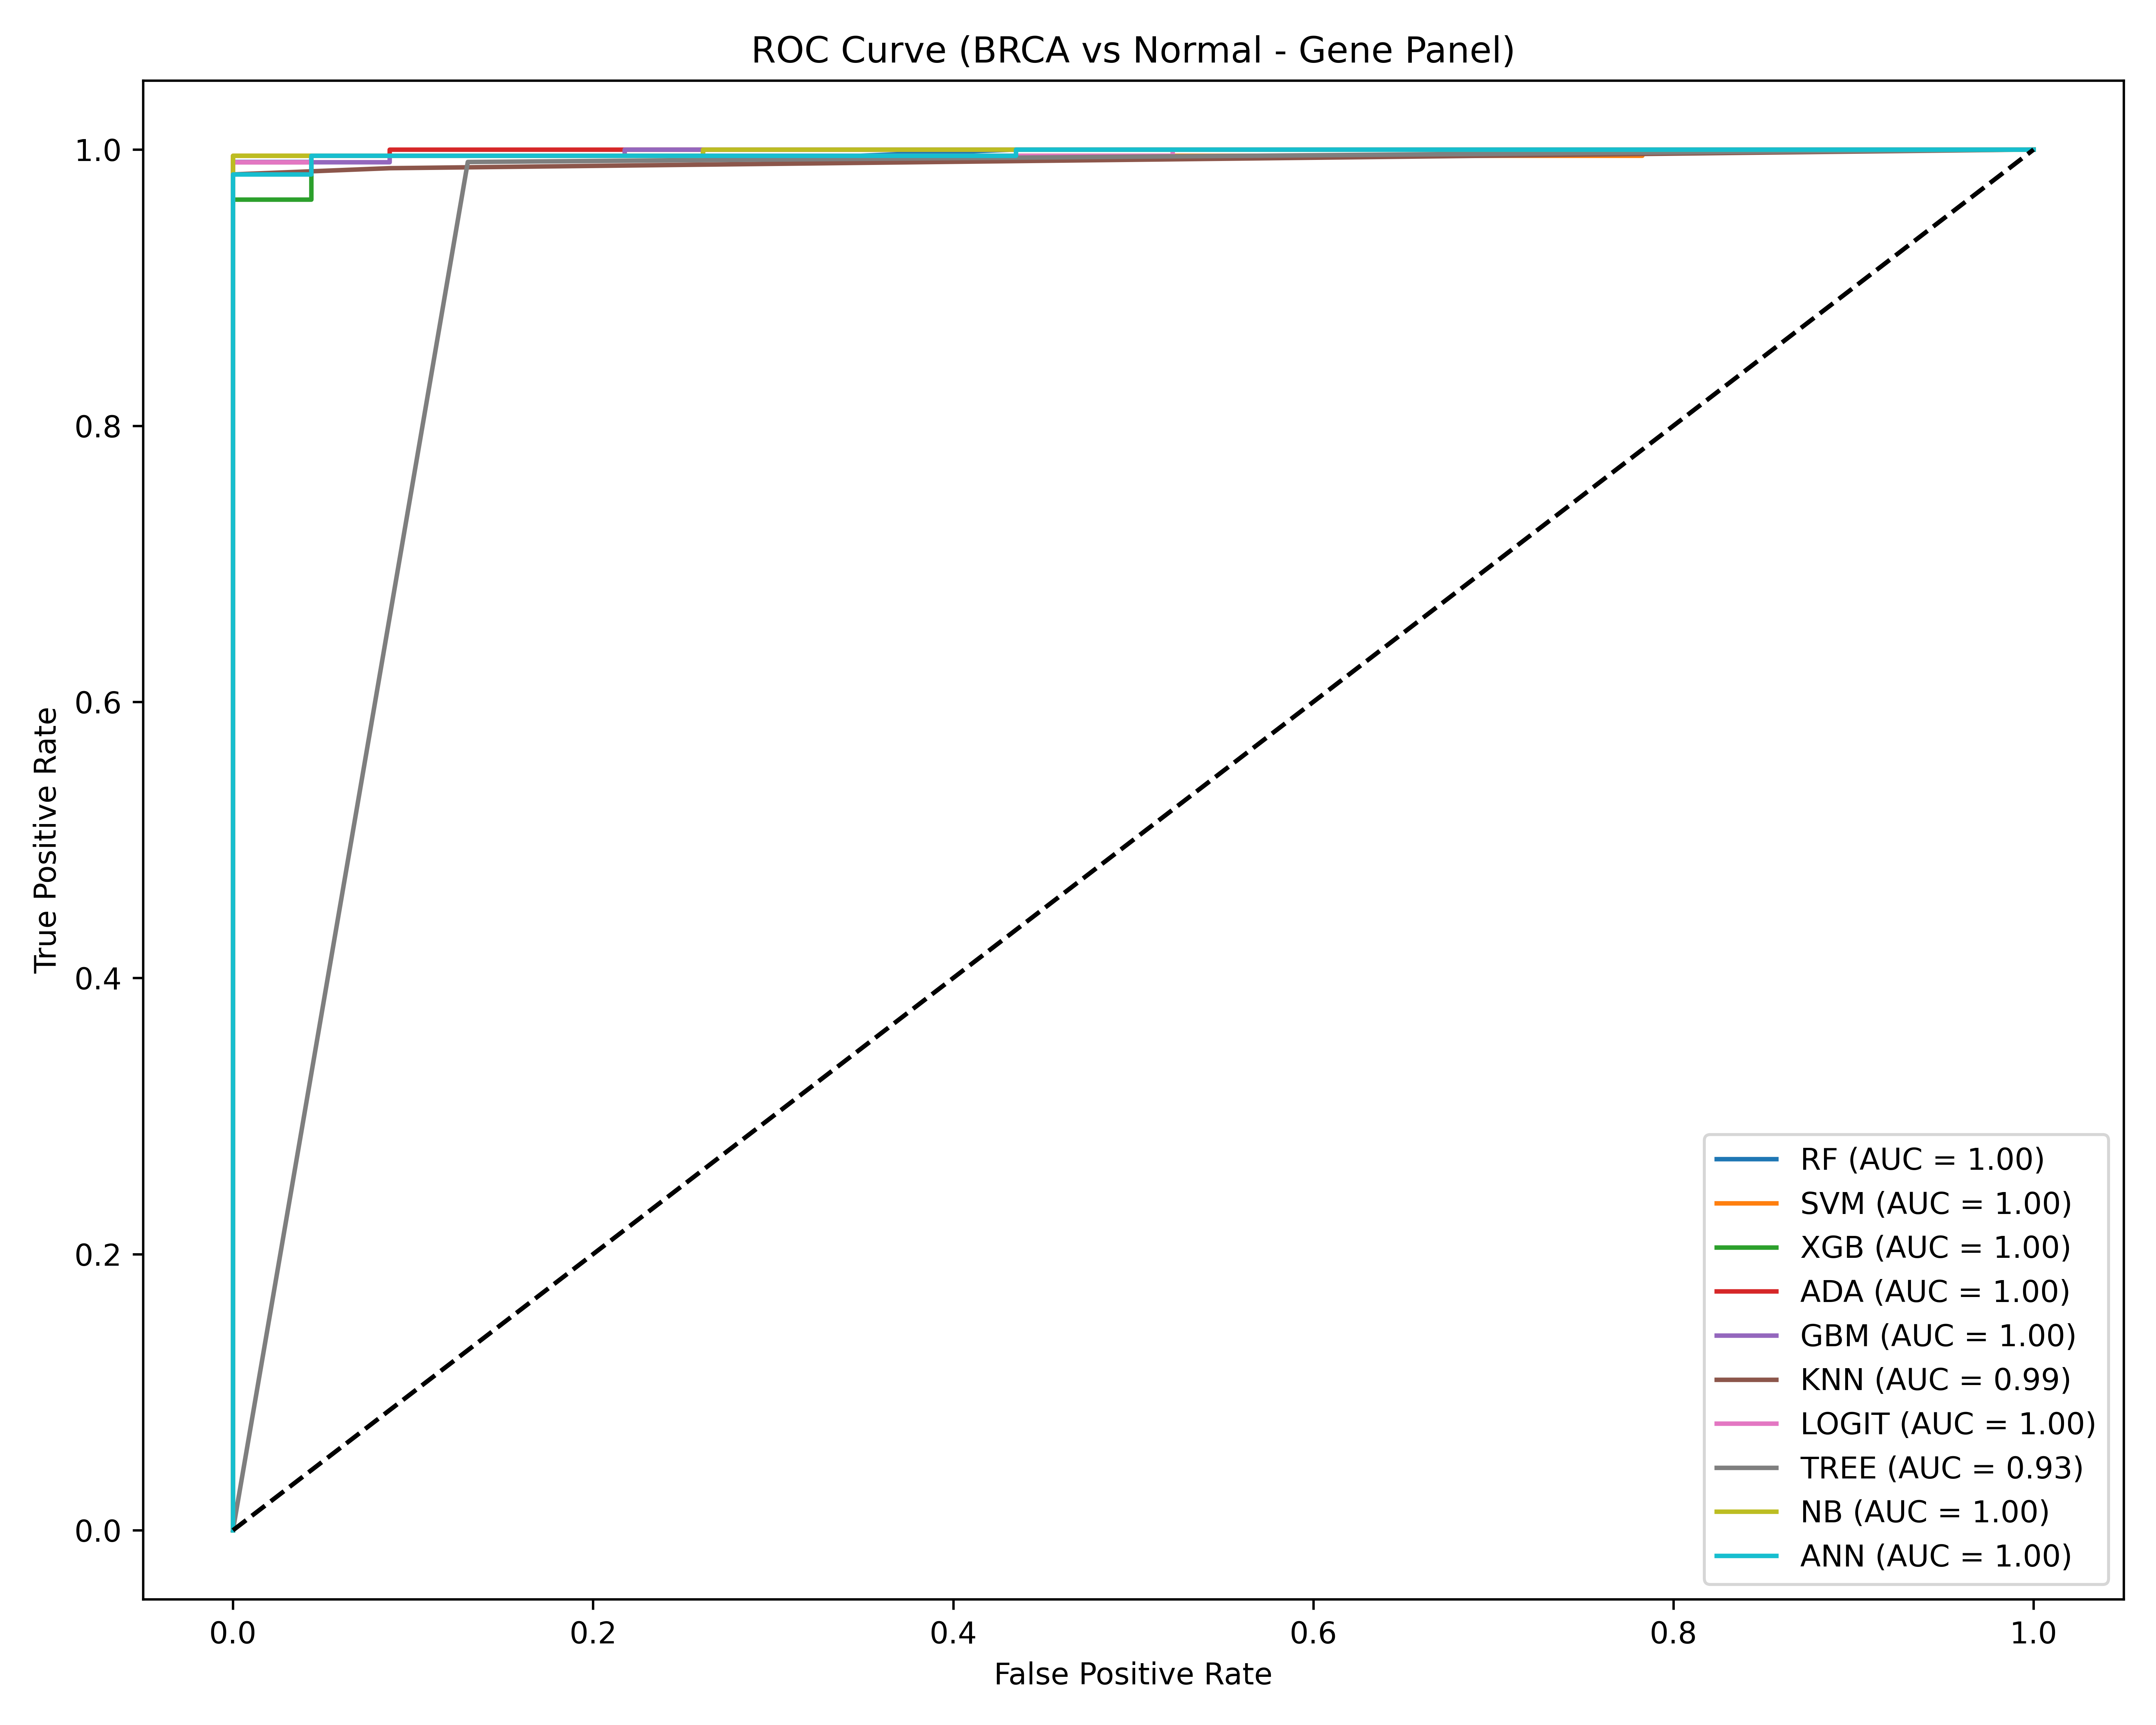 ROC Curve (BRCA vs Normal - Gene Panel)
True Positive Rate
1.0
0.8
0.6
0.4
0.2
0.0
0.0 0.2 0.4 0.6 0.8 1.0
False Positive Rate
RF (AUC = 1.00)
SVM (AUC = 1.00)
XGB (AUC = 1.00)
ADA (AUC = 1.00)
GBM (AUC = 1.00)
KNN (AUC = 0.99)
LOGIT (AUC = 1.00)
TREE (AUC = 0.93)
NB (AUC = 1.00)
ANN (AUC = 1.00)